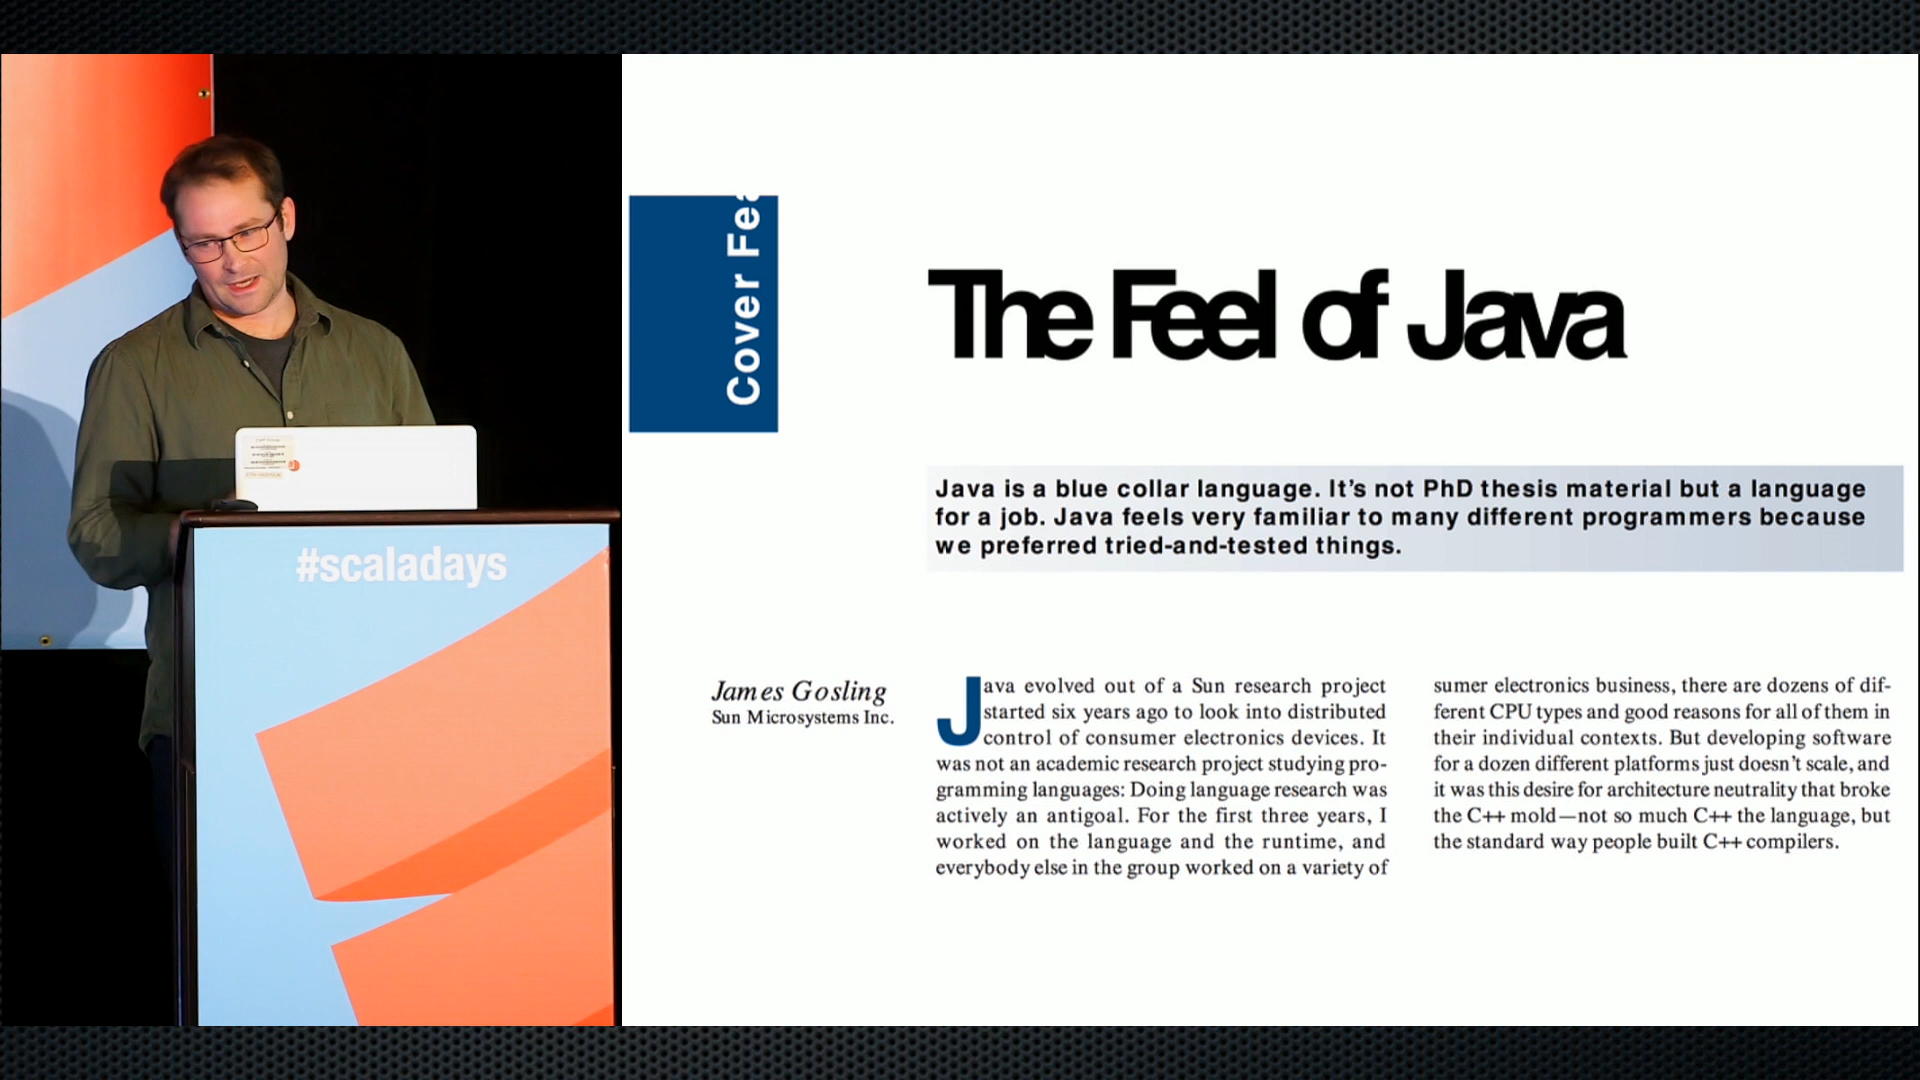 #scaladays
Cover Fea
The Feel of Java
Java is a blue collar language. It's not PhD thesis material but a language
for a job. Java feels very familiar to many different programmers because
we preferred tried-and-tested things.
James Gosling
Sun Microsystems Inc.
Java evolved out of a Sun research project
started six years ago to look into distributed
control of consumer electronics devices. It
was not an academic research project studying pro-
gramming languages: Doing language research was
actively an antigoal. For the first three years, I
worked on the language and the runtime, and
everybody else in the group worked on a variety of
sumer electronics business, there are dozens of dif-
ferent CPU types and good reasons for all of them in
their individual contexts. But developing software
for a dozen different platforms just doesn't scale, and
it was this desire for architecture neutrality that broke
the C++ mold—not so much C++ the language, but
the standard way people built C++ compilers.